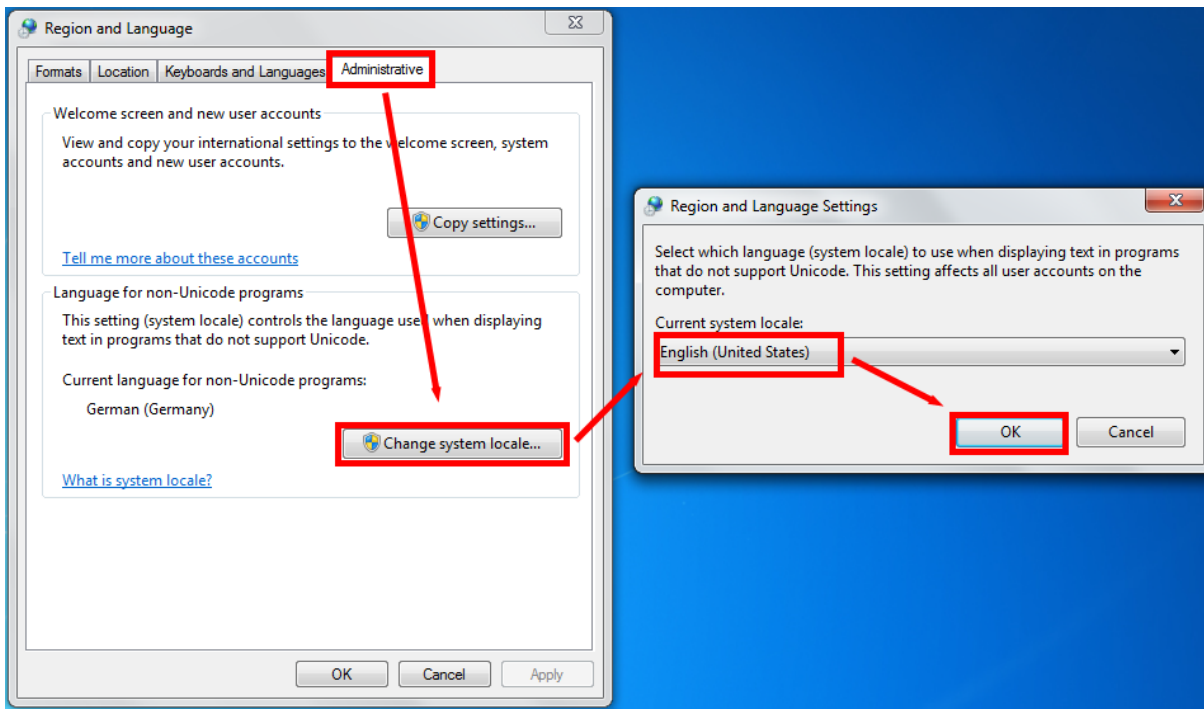 Region and Language
Formats Location Keyboards and Languages Administrative
Welcome screen and new user accounts
View and copy your international settings to the welcome screen, system
accounts and new user accounts.
Copy settings...
Tell me more about these accounts
Language for non-Unicode programs
This setting (system locale) controls the language used when displaying
text in programs that do not support Unicode.
Current language for non-Unicode programs:
German (Germany)
Change system locale...
What is system locale?
OK Cancel Apply
Region and Language Settings
Select which language (system locale) to use when displaying text in programs
that do not support Unicode. This setting affects all user accounts on the
computer.
Current system locale:
English (United States)
OK Cancel